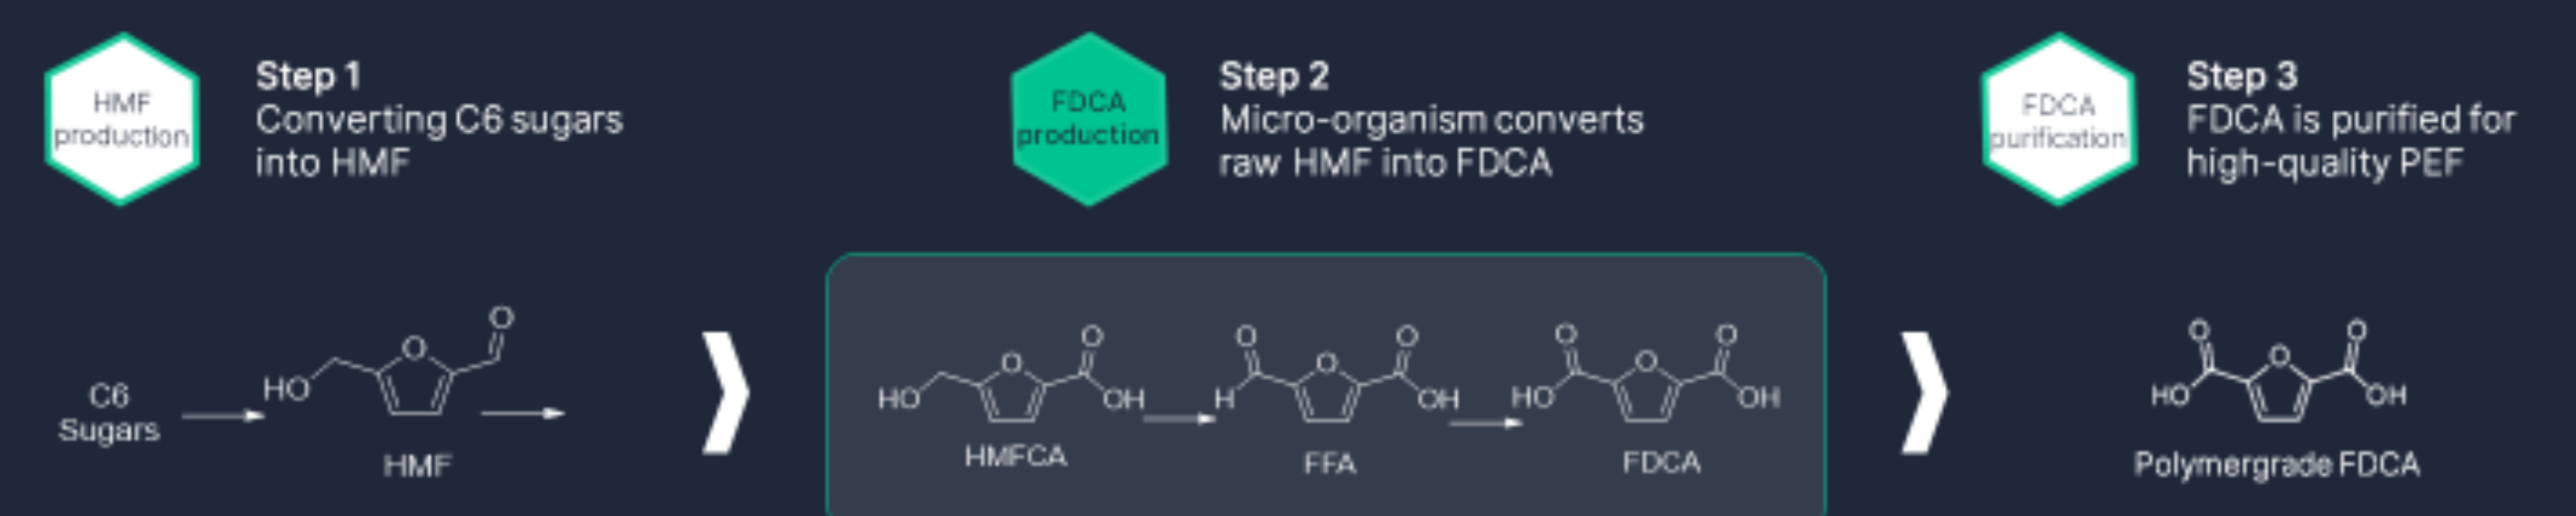 HMF
production
Step 1
Converting C6 sugars
into HMF
FDCA
production
Step 2
Micro-organism converts
raw HMF into FDCA
FDCA
purification
Step 3
FDCA is purified for
high-quality PEF
C6
Sugars
HO
O
O
HMF
HO
O
O
OH
HMFCA
O
H
O
O
OH
FFA
O
HO
O
O
OH
FDCA
O
HO
O
O
OH
Polymergrade FDCA